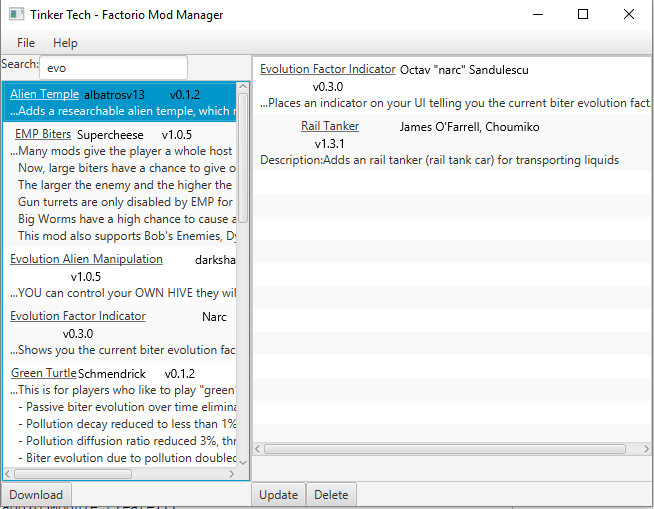 Tinker Tech - Factorio Mod Manager
File Help
Search: evo
Alien Temple albatrosv13 v0.1.2
...Adds a researchable alien temple, which
EMP Biters Supercheese v1.0.5
...Many mods give the player a whole host
Now, large biters have a chance to give
The larger the enemy and the higher the
Gun turrets are only disabled by EMP for
Big Worms have a high chance to cause
This mod also supports Bob's Enemies,
Evolution Alien Manipulation darksha
v1.0.5
...YOU can control your OWN HIVE they
Evolution Factor Indicator Narc
v0.3.0
...Shows you the current biter evolution fac
Green Turtle Schmendrick v0.1.2
...This is for players who like to play "green"
- Passive biter evolution over time elimina
- Pollution decay reduced to less than 1%
- Pollution diffusion ratio reduced 3%,
- Biter evolution due to pollution doubled
Download
Evolution Factor Indicator Octav "narc" Sandulescu
v0.3.0
...Places an indicator on your UI telling you the current biter evolution fact
Rail Tanker James O'Farrell, Choumiko
v1.3.1
Description:Adds an rail tanker (rail tank car) for transporting liquids
Update Delete